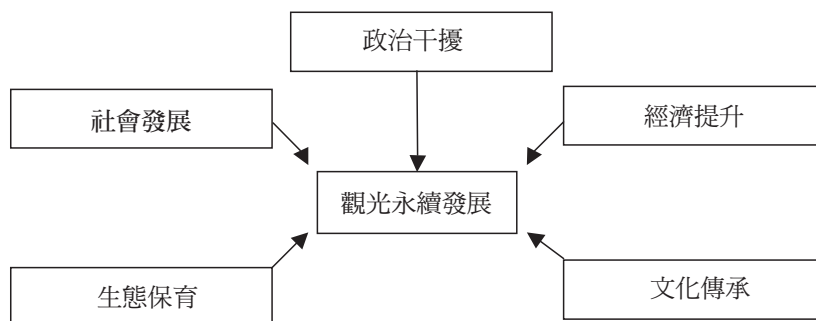 政治干擾
社會發展
經濟提升
觀光永續發展
生態保育
文化傳承